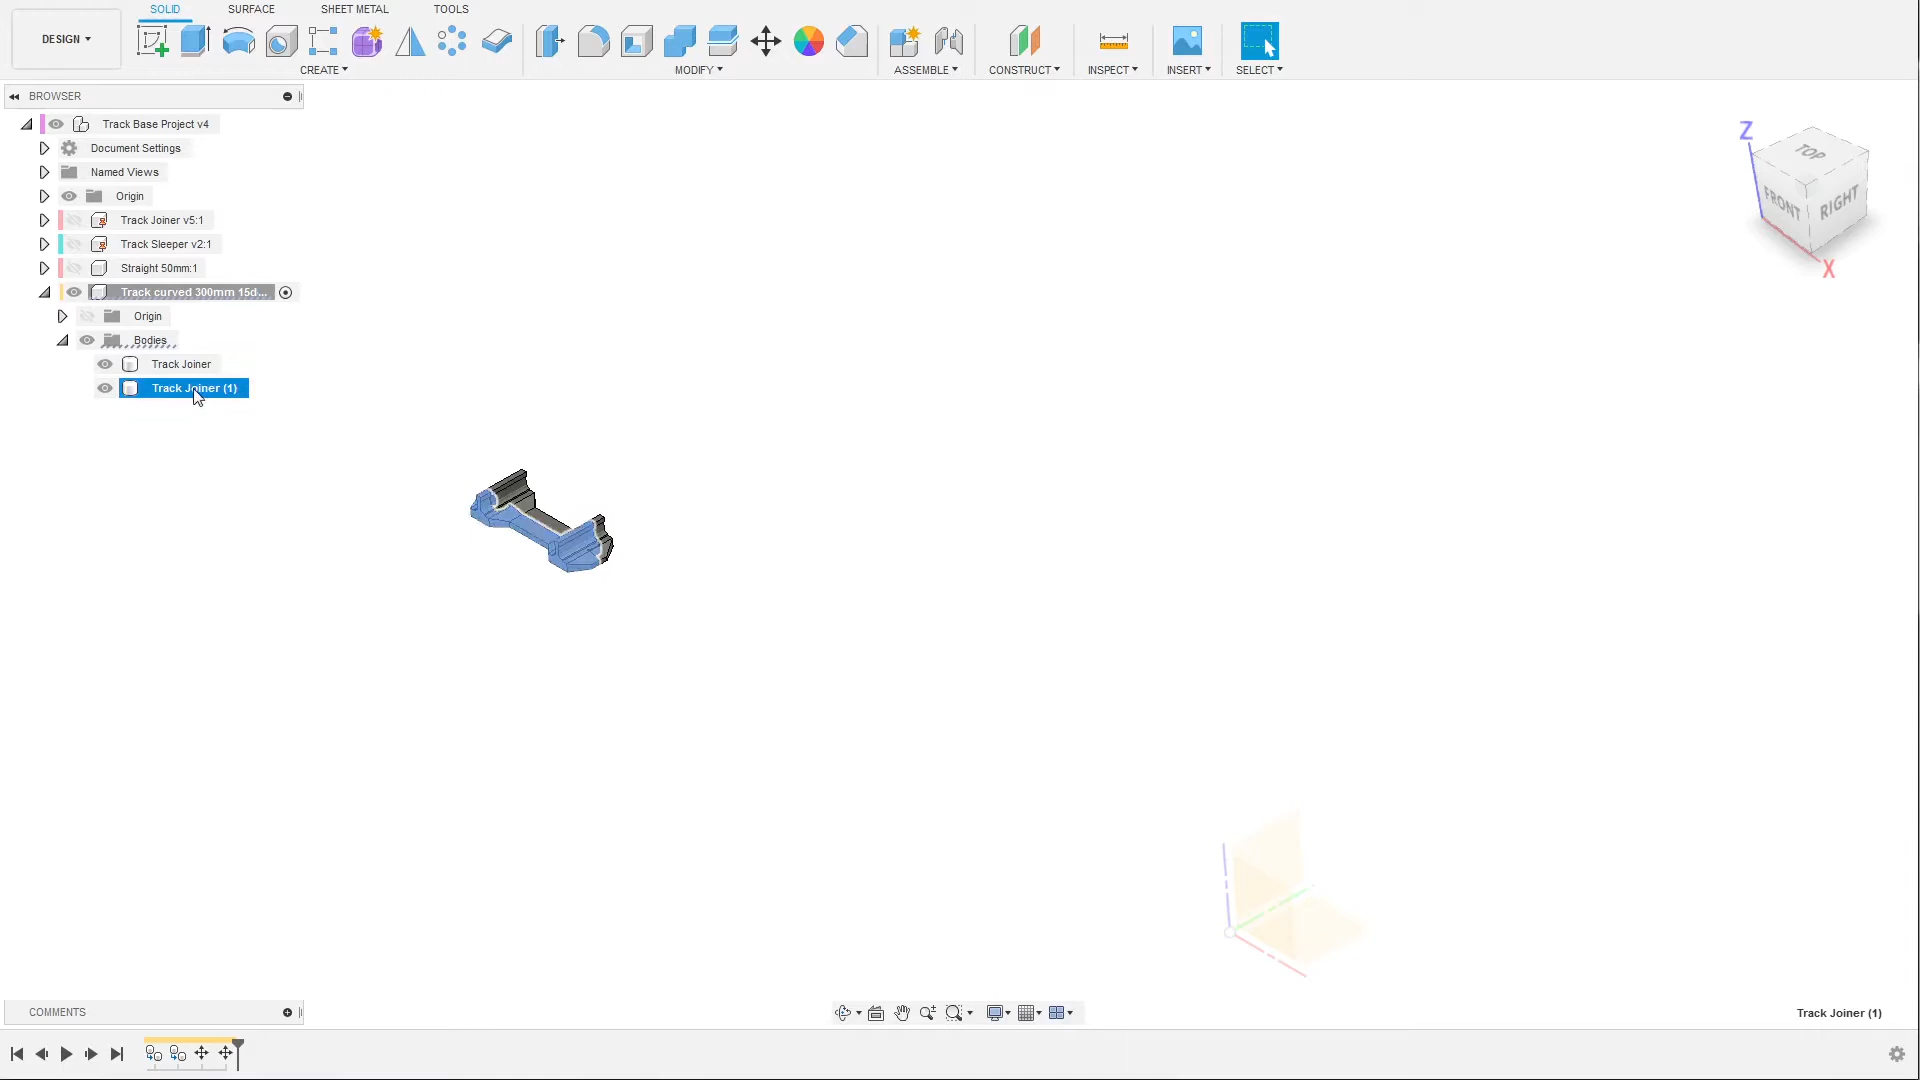 SOLID SURFACE SHEET METAL TOOLS
DESIGN
CREATE MODIFY ASSEMBLE CONSTRUCT INSPECT INSERT SELECT
BROWSER
Track Base Project v4
Document Settings
Named Views
Origin
Track Joiner v5:1
Track Sleeper v2:1
Straight 50mm:1
Track curved 300mm 15d...
Origin
Bodies
Track Joiner
Track Joiner (1)
Z
TOP
FRONT
RIGHT
X
COMMENTS
Track Joiner (1)